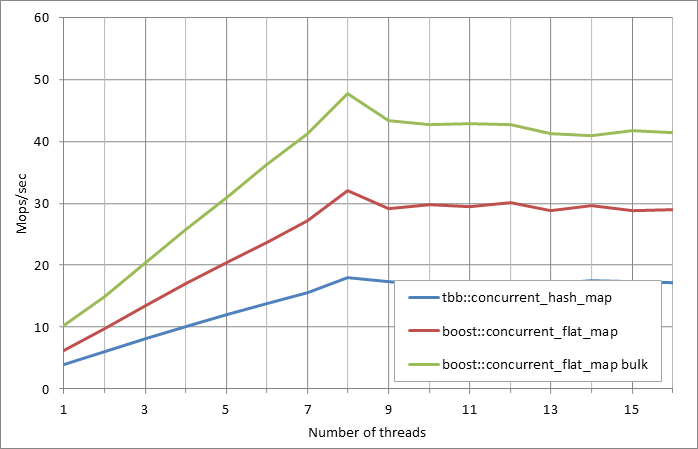 60
50
40
30
20
10
0
Mops/sec
tbb::concurrent_hash_map
boost::concurrent_flat_map
boost::concurrent_flat_map bulk
1 3 5 7 9 11 13 15
Number of threads